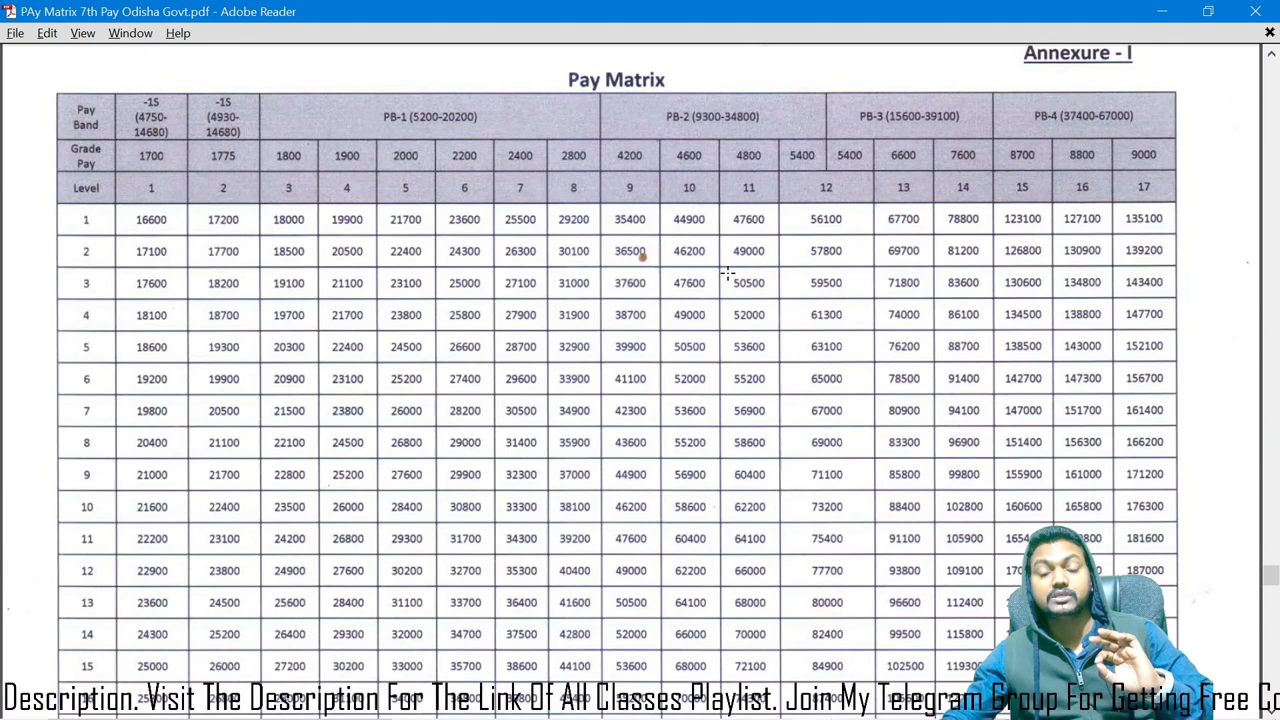 PAy Matrix 7th Pay Odisha Govt.pdf - Adobe Reader
File Edit View Window Help
Annexure - I
Pay Matrix
Pay Band -1S (4750-14680) -1S (4930-14680) PB-1 (5200-20200) PB-2 (9300-34800) PB-3 (15600-39100) PB-4 (37400-67000)
Grade Pay 1700 1775 1800 1900 2000 2200 2400 2800 4200 4600 4800 5400 5400 6600 7600 8700 8800 9000
Level 1 2 3 4 5 6 7 8 9 10 11 12 13 14 15 16 17
1 16600 17200 18000 19900 21700 23600 25500 29200 35400 44900 47600 56100 67700 78800 123100 127100 135100
2 17100 17700 18500 20500 22400 24300 26300 30100 36500 46200 49000 57800 69700 81200 126800 130900 139200
3 17600 18200 19100 21100 23100 25000 27100 31000 37600 47600 50500 59500 71800 83600 130600 134800 143400
4 18100 18700 19700 21700 23800 25800 27900 31900 38700 49000 52000 61300 74000 86100 134500 138800 147700
5 18600 19300 20300 22400 24500 26600 28700 32900 39900 50500 53600 63100 76200 88700 138500 143000 152100
6 19200 19900 20900 23100 25200 27400 29600 33900 41100 52000 55200 65000 78500 91400 142700 147300 156700
7 19800 20500 21500 23800 26000 28200 30500 34900 42300 53600 56900 67000 80900 94100 147000 151700 161400
8 20400 21100 22100 24500 26800 29000 31400 35900 43600 55200 58600 69000 83300 96900 151400 156300 166200
9 21000 21700 22800 25200 27600 29900 32300 37000 44900 56900 60400 71100 85800 99800 155900 161000 171200
10 21600 22400 23500 26000 28400 30800 33300 38100 46200 58600 62200 73200 88400 102800 160600 165800 176300
11 22200 23100 24200 26800 29300 31700 34300 39200 47600 60400 64100 75400 91100 105900 181600
12 22900 23800 24900 27600 30200 32700 35300 40400 49000 62200 66000 77700 93800 109100 187000
13 23600 24500 25600 28400 31100 33700 36400 41600 50500 64100 68000 80000 96600 112400
14 24300 25200 26400 29300 32000 34700 37500 42800 52000 66000 70000 82400 99500 115800
15 25000 26000 27200 30200 33000 35700 38600 44100 53600 68000 72100 84900 102500 119300
Description. Visit The Description For The Link Of All Classes Playlist. Join My Telegram Group For Getting Free